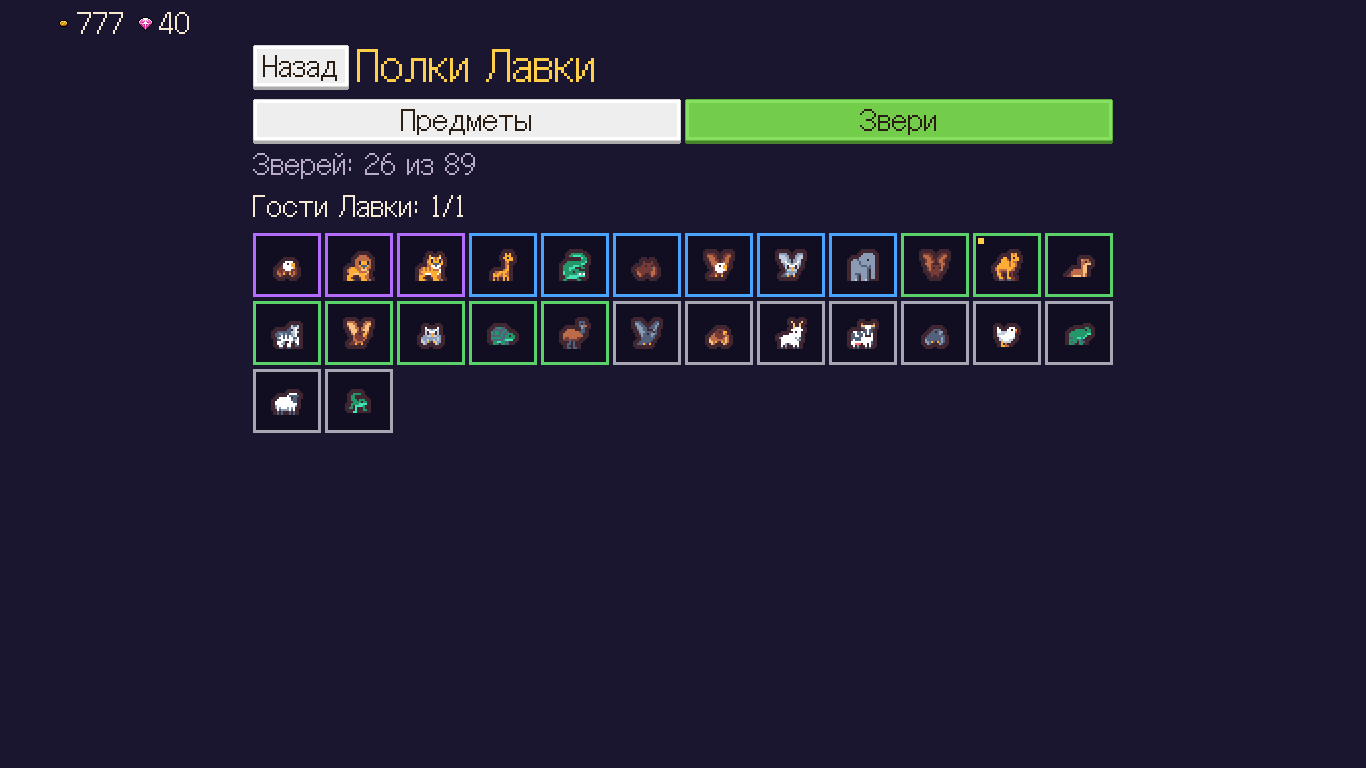 777 40
Назад Полки Лавки
Предметы Звери
Зверей: 26 из 89
Гости Лавки: 1/1